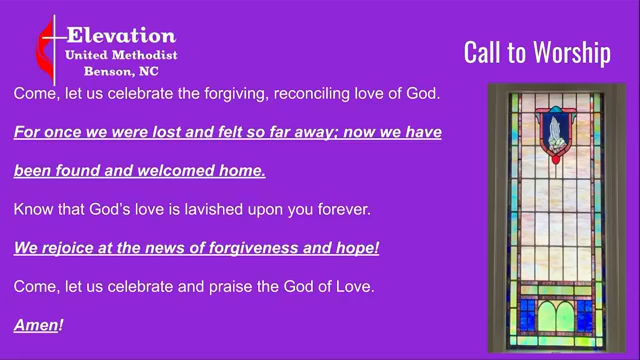 Elevation
United Methodist
Benson, NC
Call to Worship
Come, let us celebrate the forgiving, reconciling love of God.
For once we were lost and felt so far away; now we have
been found and welcomed home.
Know that God’s love is lavished upon you forever.
We rejoice at the news of forgiveness and hope!
Come, let us celebrate and praise the God of Love.
Amen!